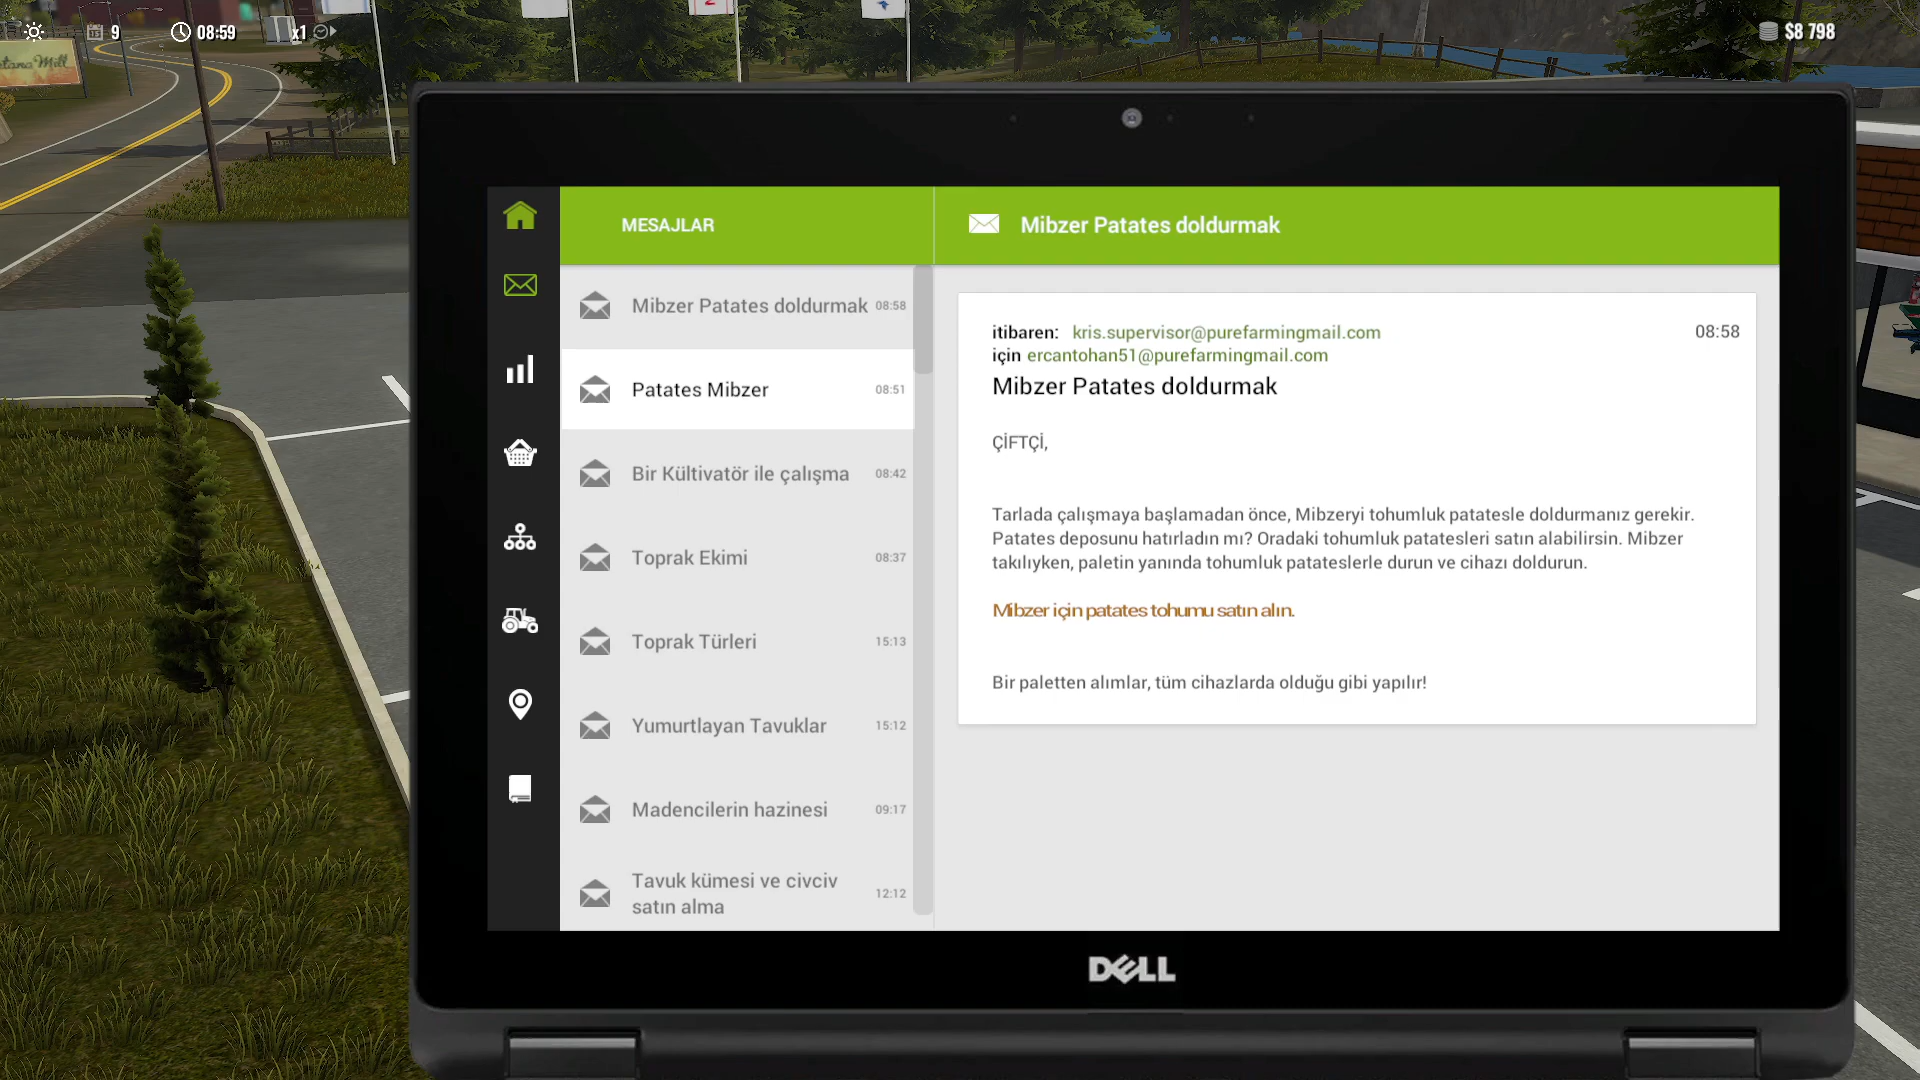 9
08:59
x1
$8 798
etana Mill
MESAJLAR
Mibzer Patates doldurmak
Mibzer Patates doldurmak 08:58
Patates Mibzer 08:51
Bir Kültivatör ile çalışma 08:42
Toprak Ekimi 08:37
Toprak Türleri 15:13
Yumurtlayan Tavuklar 15:12
Madencilerin hazinesi 09:17
Tavuk kümesi ve civciv
satın alma 12:12
itibaren: kris.supervisor@purefarmingmail.com 08:58
için ercantohan51@purefarmingmail.com
Mibzer Patates doldurmak
ÇİFTÇİ,
Tarlada çalışmaya başlamadan önce, Mibzeryi tohumluk patatesle doldurmanız gerekir.
Patates deposunu hatırladın mı? Oradaki tohumluk patatesleri satın alabilirsin. Mibzer
takılıyken, paletin yanında tohumluk patateslerle durun ve cihazı doldurun.
Mibzer için patates tohumu satın alın.
Bir paletten alımlar, tüm cihazlarda olduğu gibi yapılır!
DELL